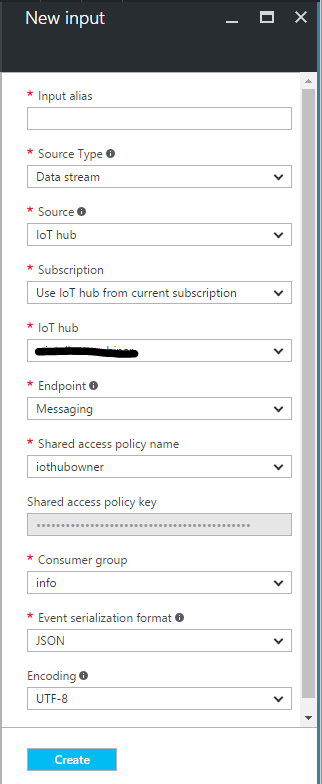 New input
* Input alias
* Source Type
Data stream
* Source
IoT hub
* Subscription
Use IoT hub from current subscription
* IoT hub
* Endpoint
Messaging
* Shared access policy name
iothubowner
Shared access policy key
••••••••••••••••••••••••••••••••••••••••••••
* Consumer group
info
* Event serialization format
JSON
Encoding
UTF-8
Create